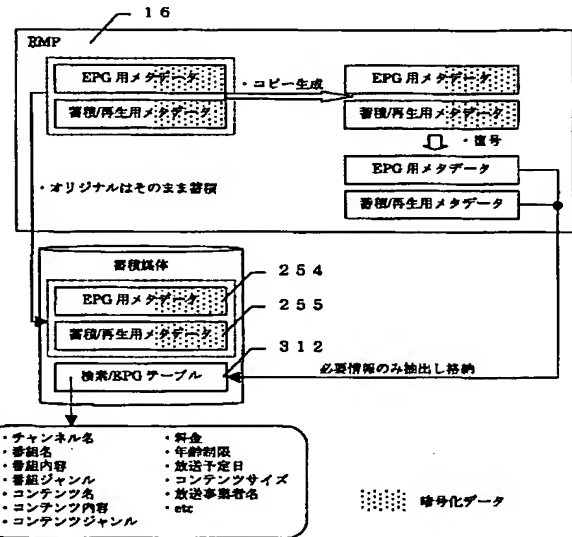 16
RMP
EPG用メタデータ
蓄積/再生用メタデータ
・コピー生成
EPG用メタデータ
蓄積/再生用メタデータ
・復号
EPG用メタデータ
蓄積/再生用メタデータ
・オリジナルはそのまま蓄積
蓄積媒体
EPG用メタデータ
254
蓄積/再生用メタデータ
255
検索/EPGテーブル
312
必要情報のみ抽出し格納
・チャンネル名
・番組名
・番組内容
・番組ジャンル
・コンテンツ名
・コンテンツ内容
・コンテンツジャンル
・料金
・年齢制限
・放送予定日
・コンテンツサイズ
・放送事業者名
・etc
暗号化データ